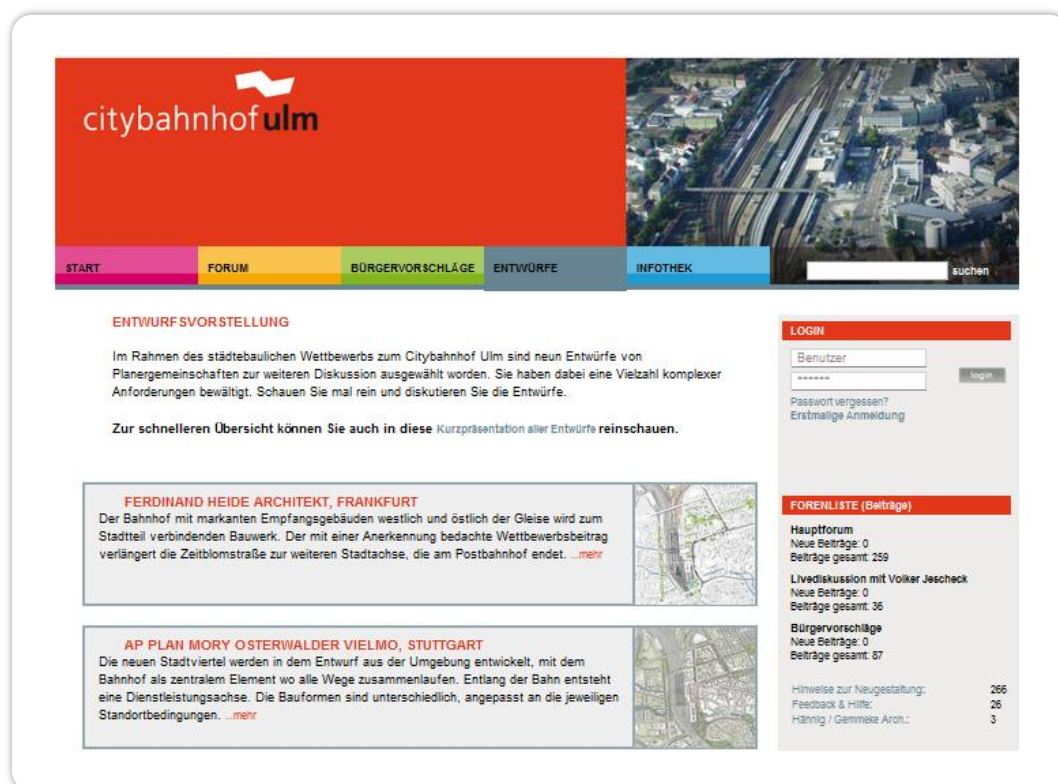 citybahnhof ulm
START
FORUM
BÜRGERVORSCHLÄGE
ENTWÜRFE
INFOTHEK
suchen
ENTWURFSVORSTELLUNG
Im Rahmen des städtebaulichen Wettbewerbs zum Citybahnhof Ulm sind neun Entwürfe von
Planergemeinschaften zur weiteren Diskussion ausgewählt worden. Sie haben dabei eine Vielzahl komplexer
Anforderungen bewältigt. Schauen Sie mal rein und diskutieren Sie die Entwürfe.
Zur schnelleren Übersicht können Sie auch in diese Kurzpräsentation aller Entwürfe reinschauen.
FERDINAND HEIDE ARCHITEKT, FRANKFURT
Der Bahnhof mit markanten Empfangsgebäuden westlich und östlich der Gleise wird zum
Stadtteil verbindenden Bauwerk. Der mit einer Anerkennung bedachte Wettbewerbsbeitrag
verlängert die Zeitblomstraße zur weiteren Stadtachse, die am Postbahnhof endet. ...mehr
AP PLAN MORY OSTERWALDER VIELMO, STUTTGART
Die neuen Stadtviertel werden in dem Entwurf aus der Umgebung entwickelt, mit dem
Bahnhof als zentralem Element wo alle Wege zusammenlaufen. Entlang der Bahn entsteht
eine Dienstleistungsachse. Die Bauformen sind unterschiedlich, angepasst an die jeweiligen
Standortbedingungen. ...mehr
LOGIN
Benutzer
******
login
Passwort vergessen?
Erstmalige Anmeldung
FORENLISTE (Beiträge)
Hauptforum
Neue Beiträge: 0
Beiträge gesamt: 259
Livediskussion mit Volker Jescheck
Neue Beiträge: 0
Beiträge gesamt: 36
Bürgervorschläge
Neue Beiträge: 0
Beiträge gesamt: 87
Hinweise zur Neugestaltung: 266
Feedback & Hilfe: 26
Hännig / Gemmeke Arch.: 3